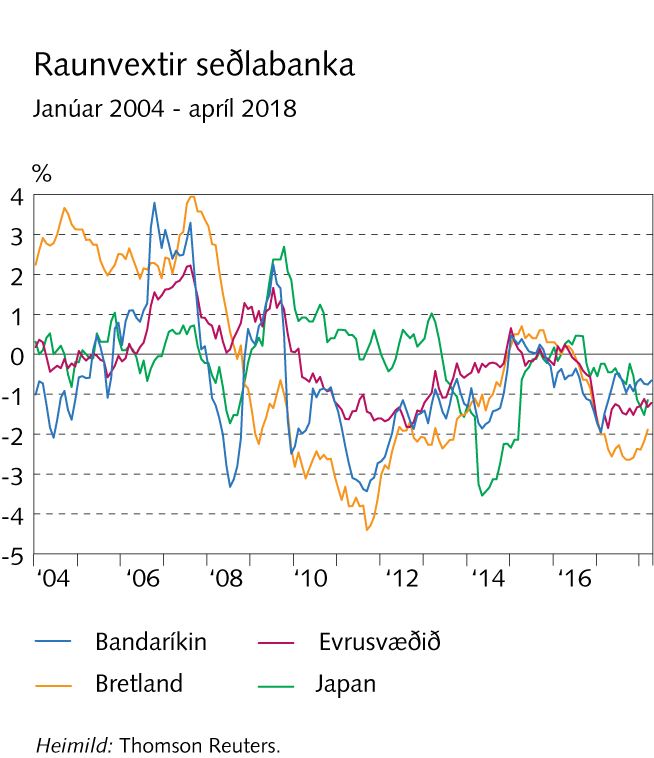 Raunvextir seðlabanka
Janúar 2004 - apríl 2018
%
4
3
2
1
0
-1
-2
-3
-4
-5
‘04 ‘06 ‘08 ‘10 ‘12 ‘14 ‘16
Bandaríkin Evrusvæðið
Bretland Japan
Heimild: Thomson Reuters.